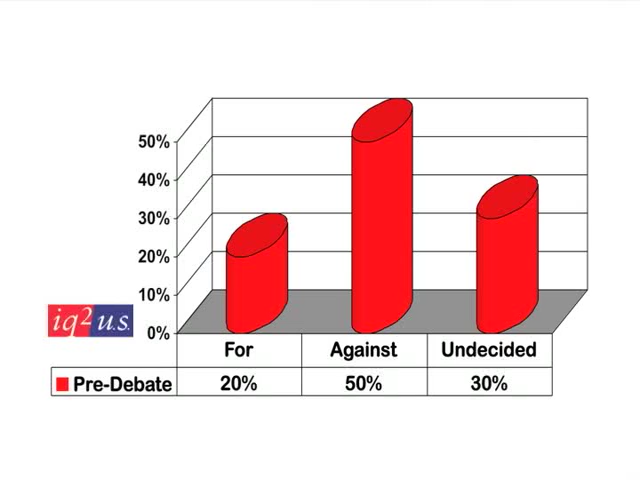 50%
40%
30%
20%
10%
0%
iq2 u.s.
For Against Undecided
Pre-Debate 20% 50% 30%